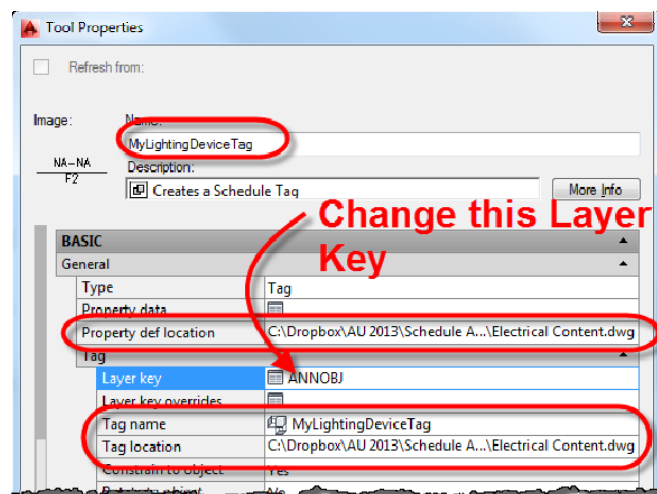 Tool Properties
Refresh from:
Image:
Name:
MyLightingDeviceTag
NA-NA
F2
Description:
Creates a Schedule Tag
More Info
Change this Layer
Key
BASIC
General
Type Tag
Property data
Property def location C:\Dropbox\AU 2013\Schedule A...\Electrical Content.dwg
Tag
Layer key ANNOBJ
Layer key overrides
Tag name MyLightingDeviceTag
Tag location C:\Dropbox\AU 2013\Schedule A...\Electrical Content.dwg
Constrain to object Yes